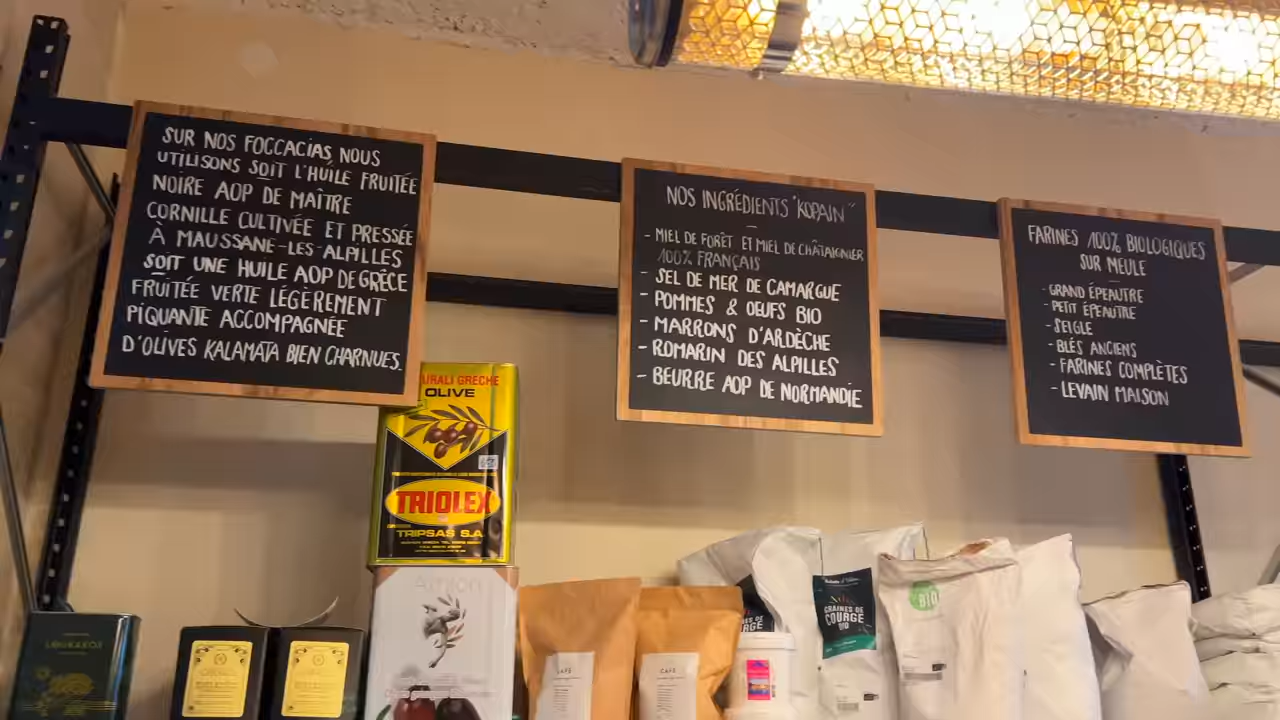 SUR NOS FOCCACIAS, NOUS
UTILISONS SOIT L'HUILE FRUITÉE
NOIRE AOP DE MAÎTRE
CORNILLE CULTIVÉE ET PRESSÉE
À MAUSSANE-LES-ALPILLES
SOIT UNE HUILE AOP DE GRÈCE
FRUITÉE VERTE LÉGÈREMENT
PIQUANTE ACCOMPAGNÉE
D'OLIVES KALAMATA BIEN CHARNUES.
NOS INGRÉDIENTS "KOPAIN"
- MIEL DE FORÊT ET MIEL DE CHÂTAIGNIER
100% FRANÇAIS
- SEL DE MER DE CAMARGUE
- POMMES & OEUFS BIO
- MARRONS D'ARDÈCHE
- ROMARIN DES ALPILLES
- BEURRE AOP DE NORMANDIE
FARINES 100% BIOLOGIQUES
SUR MEULE
- GRAND ÉPEAUTRE
- PETIT ÉPEAUTRE
- SEIGLE
- BLÉS ANCIENS
- FARINES COMPLÈTES
- LEVAIN MAISON
GRECHE
OLIVE
TRIOLEX
TRIPSAS S.A
CAFÉ
CAFÉ
GRAINES DE
COURGE
BIO
BIO